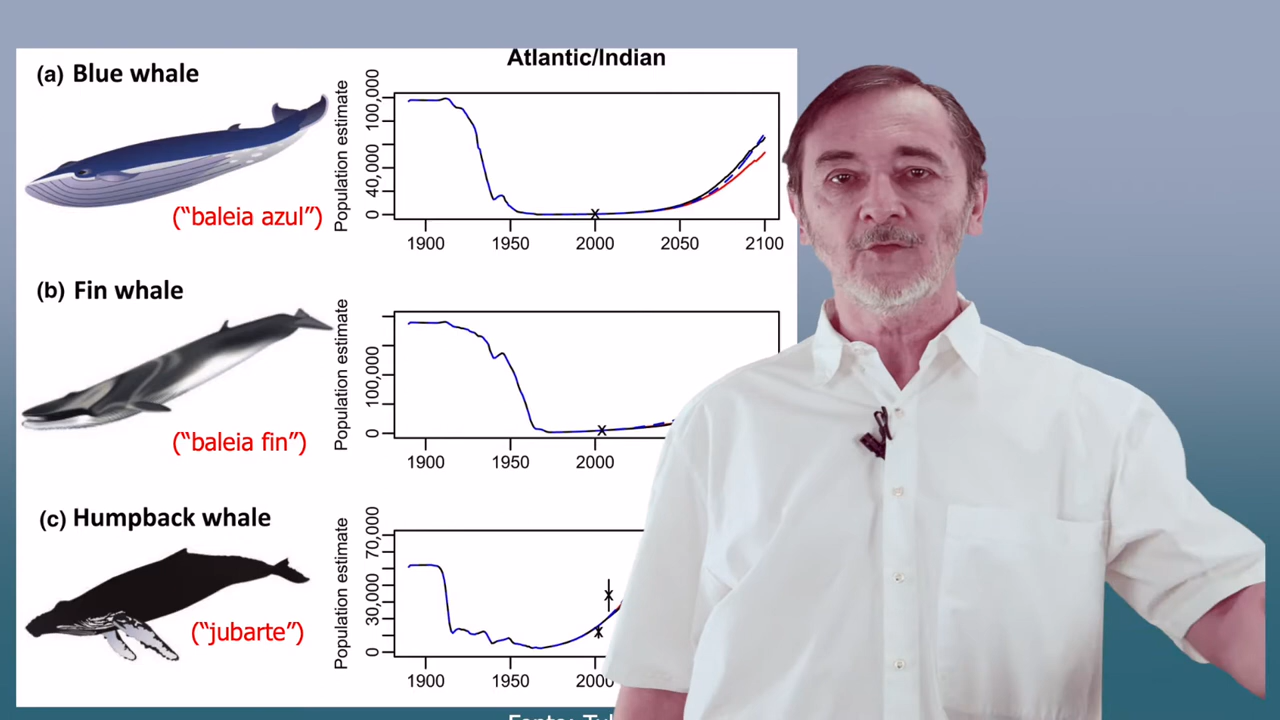 Atlantic/Indian
(a) Blue whale
("baleia azul")
Population estimate
0
40,000
100,000
1900
1950
2000
2050
2100
(b) Fin whale
("baleia fin")
Population estimate
0
100,000
1900
1950
2000
(c) Humpback whale
("jubarte")
Population estimate
0
30,000
70,000
1900
1950
2000